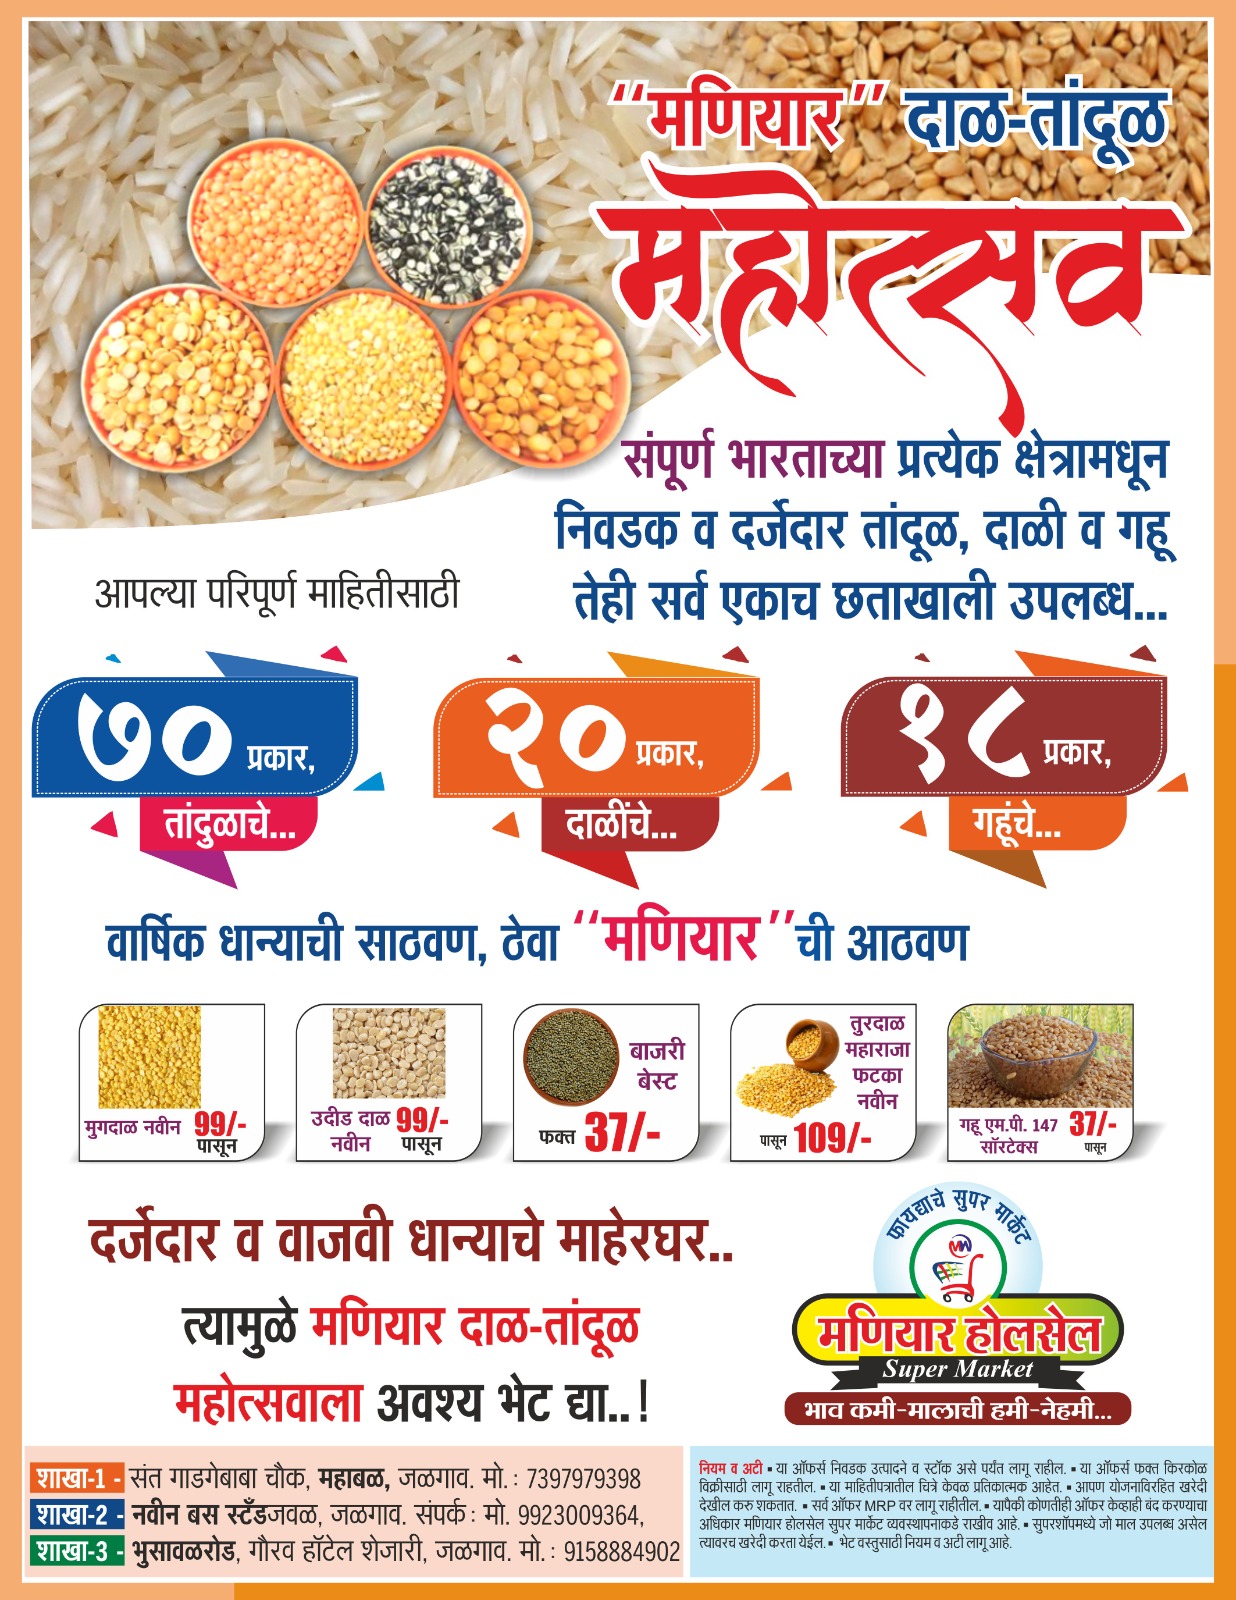 “मणियार” दाळ-तांदूळ
महोत्सव
संपूर्ण भारताच्या प्रत्येक क्षेत्रामधून
निवडक व दर्जेदार तांदूळ, दाळी व गहू
तेही सर्व एकाच छताखाली उपलब्ध...
आपल्या परिपूर्ण माहितीसाठी
७० प्रकार,
तांदुळाचे...
२० प्रकार,
दाळींचे...
१८ प्रकार,
गहूंचे...
वार्षिक धान्याची साठवण, ठेवा “मणियार”ची आठवण
मुगदाळ नवीन 99/-
पासून
उदीड दाळ 99/-
नवीन पासून
बाजरी
बेस्ट
फक्त 37/-
तुरदाळ
महाराजा
फटका
नवीन
पासून 109/-
गहू एम.पी. 147 37/-
सॉरटेक्स पासून
दर्जेदार व वाजवी धान्याचे माहेरघर..
त्यामुळे मणियार दाळ-तांदूळ
महोत्सवाला अवश्य भेट द्या..!
फायद्याचे सुपर मार्केट
MW
मणियार होलसेल
Super Market
भाव कमी-मालाची हमी-नेहमी...
शाखा-1 - संत गाडगेबाबा चौक, महाबळ, जळगाव. मो.: 7397979398
शाखा-2 - नवीन बस स्टँडजवळ, जळगाव. संपर्क: मो. 9923009364,
शाखा-3 - भुसावळरोड, गौरव हॉटेल शेजारी, जळगाव. मो.: 9158884902
नियम व अटी ▪ या ऑफर्स निवडक उत्पादने व स्टॉक असे पर्यंत लागू राहील. ▪ या ऑफर्स फक्त किरकोळ
विक्रीसाठी लागू राहतील. ▪ या माहितीपत्रातील चित्रे केवळ प्रतिकात्मक आहेत. ▪ आपण योजनाविरहित खरेदी
देखील करु शकतात. ▪ सर्व ऑफर MRP वर लागू राहीतील. ▪ यापैकी कोणतीही ऑफर केव्हाही बंद करण्याचा
अधिकार मणियार होलसेल सुपर मार्केट व्यवस्थापनाकडे राखीव आहे. ▪ सुपरशॉपमध्ये जो माल उपलब्ध असेल
त्यावरच खरेदी करता येईल. ▪ भेट वस्तुसाठी नियम व अटी लागू आहे.